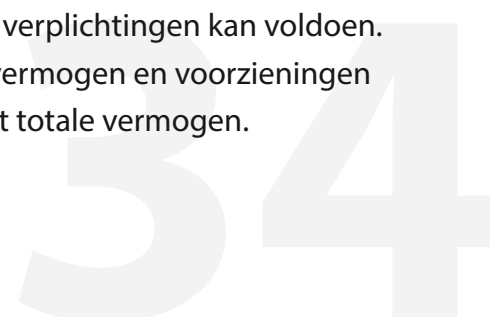 verplichtingen kan voldoen.
vermogen en voorzieningen
t totale vermogen.
34